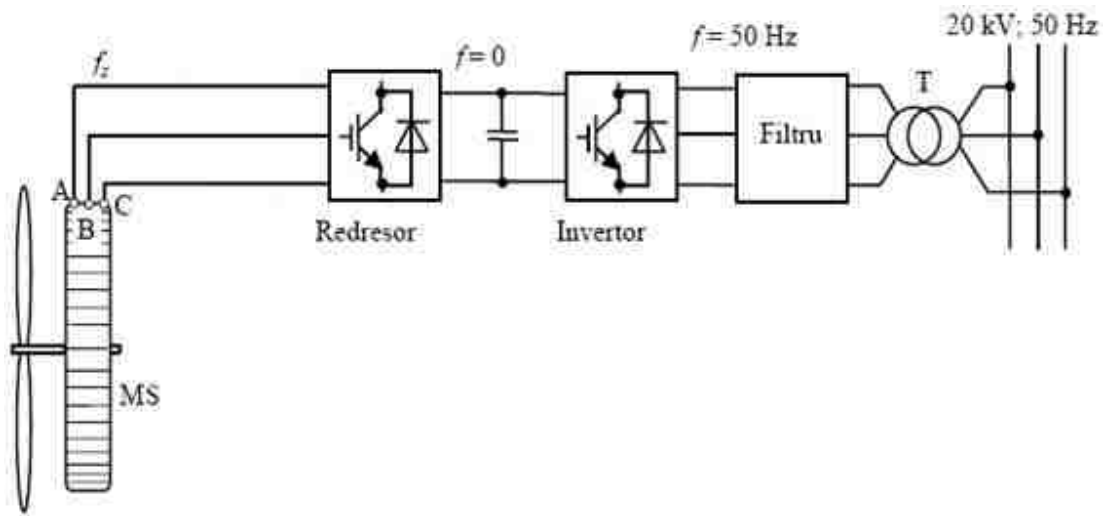 20 kV; 50 Hz
f = 50 Hz
f = 0
fz
T
Filtru
A
C
B
Redresor
Invertor
MS